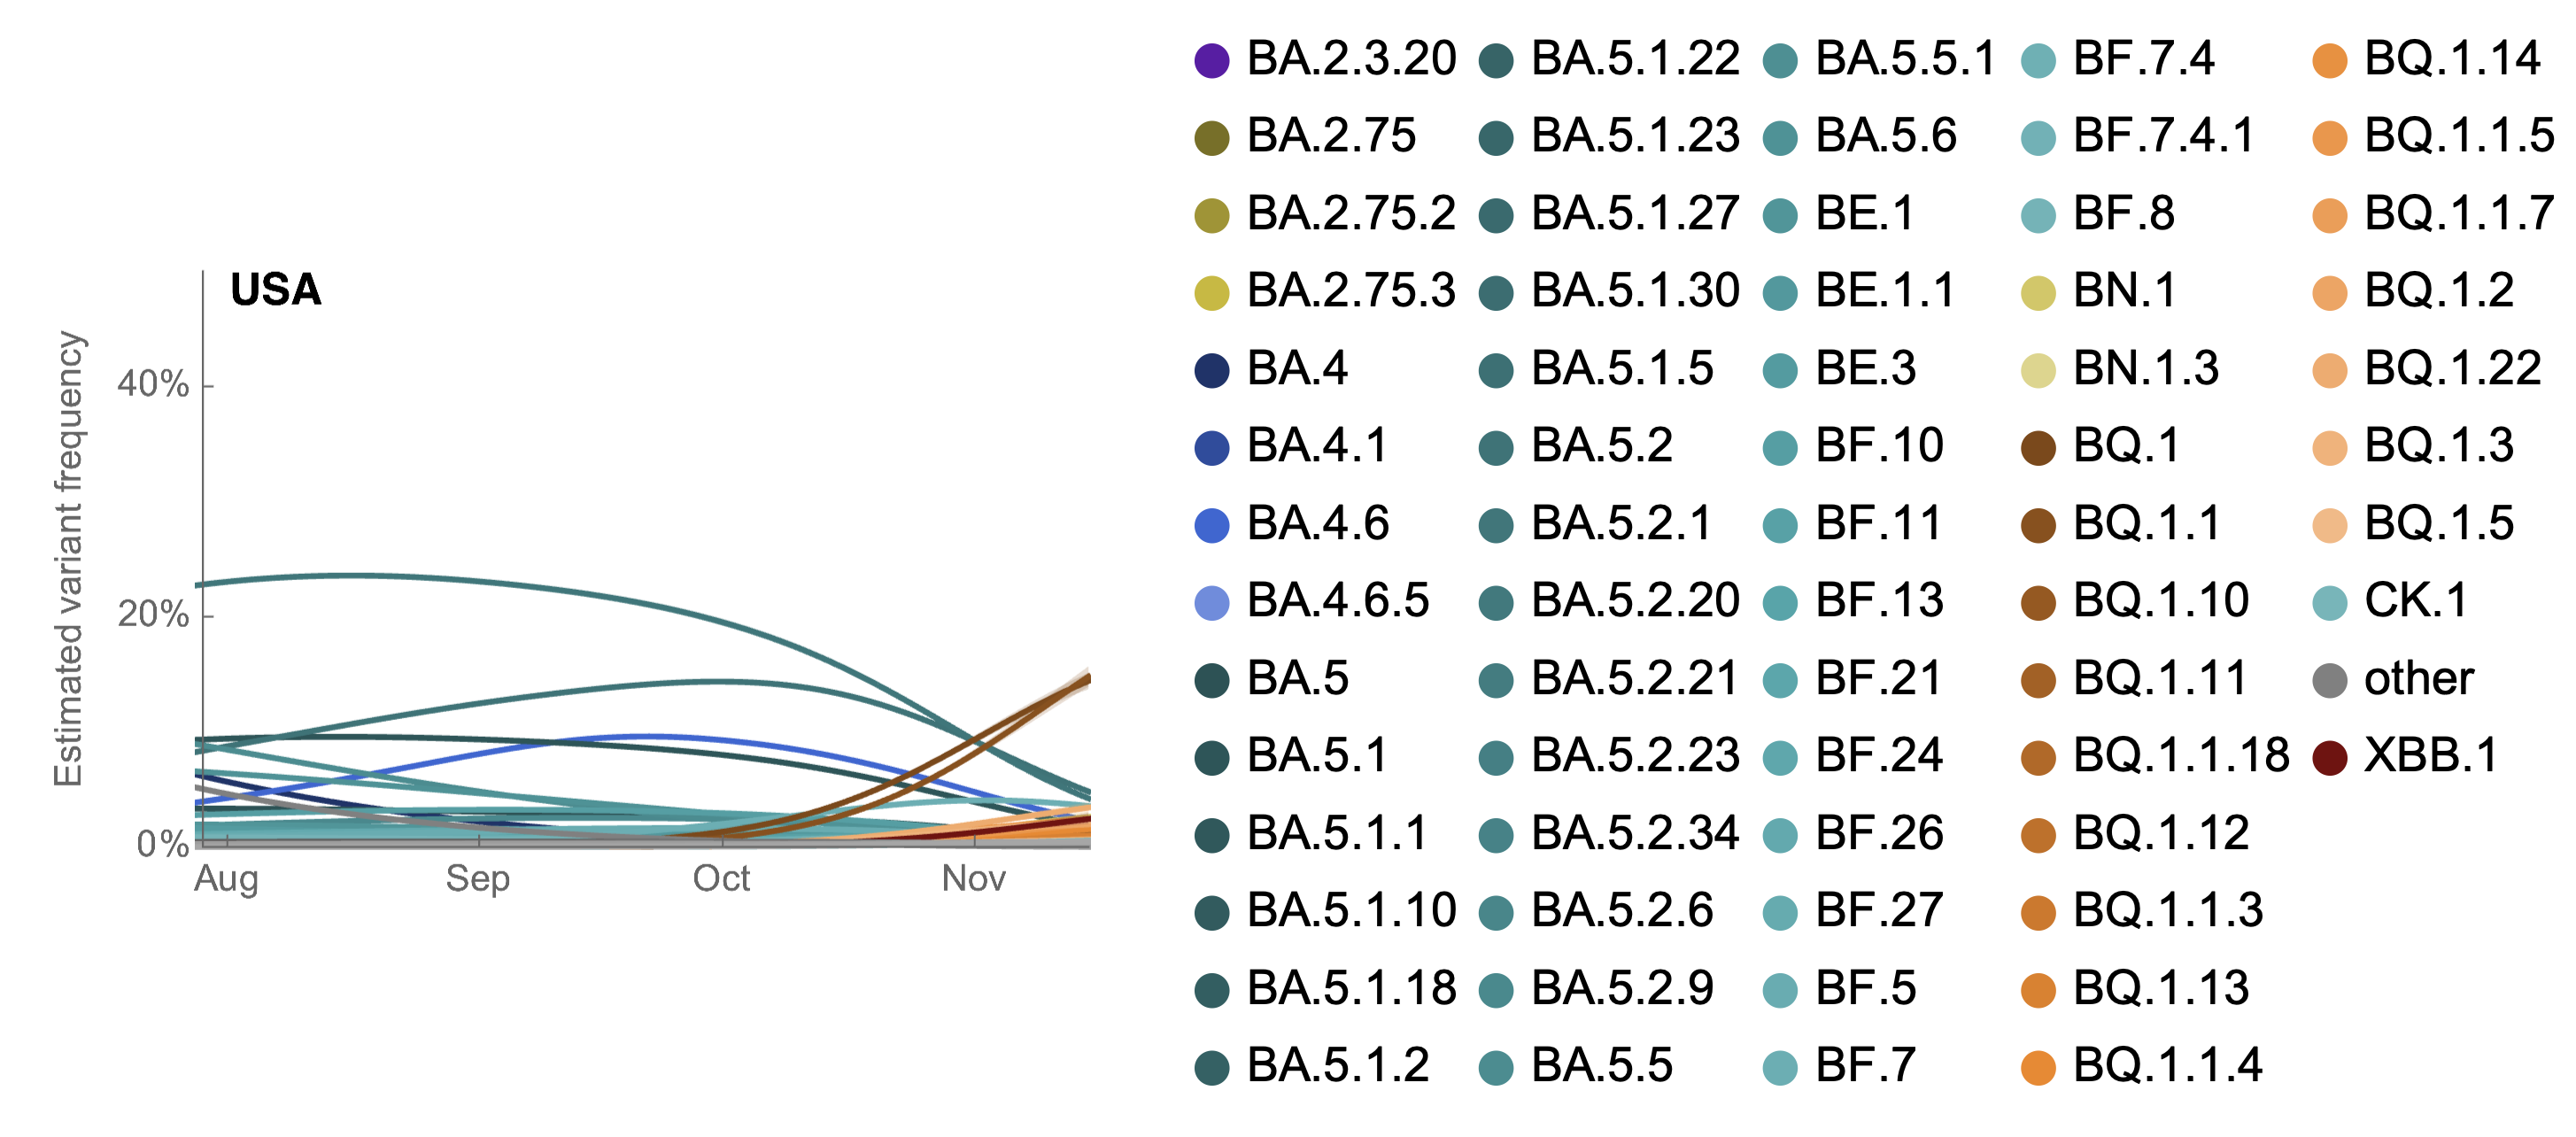 USA
Estimated variant frequency
40%
20%
0%
Aug Sep Oct Nov
BA.2.3.20 BA.5.1.22 BA.5.5.1 BF.7.4 BQ.1.14
BA.2.75 BA.5.1.23 BA.5.6 BF.7.4.1 BQ.1.1.5
BA.2.75.2 BA.5.1.27 BE.1 BF.8 BQ.1.1.7
BA.2.75.3 BA.5.1.30 BE.1.1 BN.1 BQ.1.2
BA.4 BA.5.1.5 BE.3 BN.1.3 BQ.1.22
BA.4.1 BA.5.2 BF.10 BQ.1 BQ.1.3
BA.4.6 BA.5.2.1 BF.11 BQ.1.1 BQ.1.5
BA.4.6.5 BA.5.2.20 BF.13 BQ.1.10 CK.1
BA.5 BA.5.2.21 BF.21 BQ.1.11 other
BA.5.1 BA.5.2.23 BF.24 BQ.1.1.18 XBB.1
BA.5.1.1 BA.5.2.34 BF.26 BQ.1.12
BA.5.1.10 BA.5.2.6 BF.27 BQ.1.1.3
BA.5.1.18 BA.5.2.9 BF.5 BQ.1.13
BA.5.1.2 BA.5.5 BF.7 BQ.1.1.4